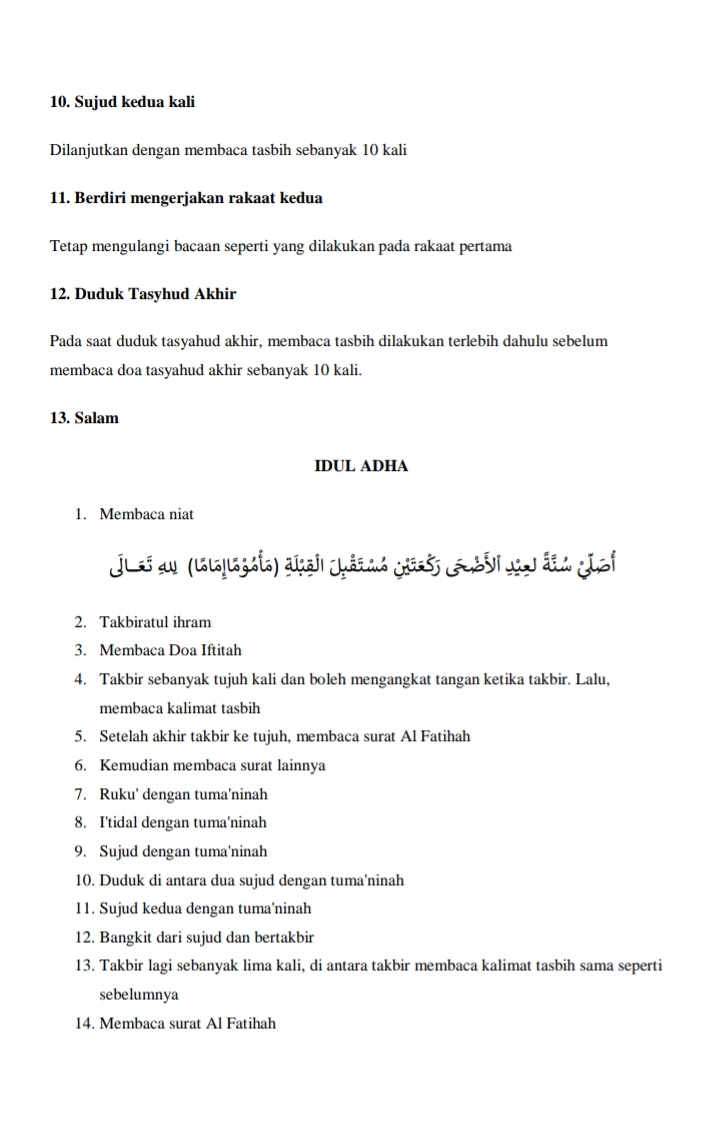 10. Sujud kedua kali
Dilanjutkan dengan membaca tasbih sebanyak 10 kali
11. Berdiri mengerjakan rakaat kedua
Tetap mengulangi bacaan seperti yang dilakukan pada rakaat pertama
12. Duduk Tasyhud Akhir
Pada saat duduk tasyahud akhir, membaca tasbih dilakukan terlebih dahulu sebelum
membaca doa tasyahud akhir sebanyak 10 kali.
13. Salam
IDUL ADHA
1. Membaca niat
أُصَلِّيْ سُنَّةً لعِيْدِ اْلأَضْحَى رَكْعَتَيْنِ مُسْتَقْبِلَ الْقِبْلَةِ (مَأْمُوْمًاإِمَامًا) لِلهِ تَعَــالَى
2. Takbiratul ihram
3. Membaca Doa Iftitah
4. Takbir sebanyak tujuh kali dan boleh mengangkat tangan ketika takbir. Lalu,
membaca kalimat tasbih
5. Setelah akhir takbir ke tujuh, membaca surat Al Fatihah
6. Kemudian membaca surat lainnya
7. Ruku' dengan tuma'ninah
8. I'tidal dengan tuma'ninah
9. Sujud dengan tuma'ninah
10. Duduk di antara dua sujud dengan tuma'ninah
11. Sujud kedua dengan tuma'ninah
12. Bangkit dari sujud dan bertakbir
13. Takbir lagi sebanyak lima kali, di antara takbir membaca kalimat tasbih sama seperti
sebelumnya
14. Membaca surat Al Fatihah